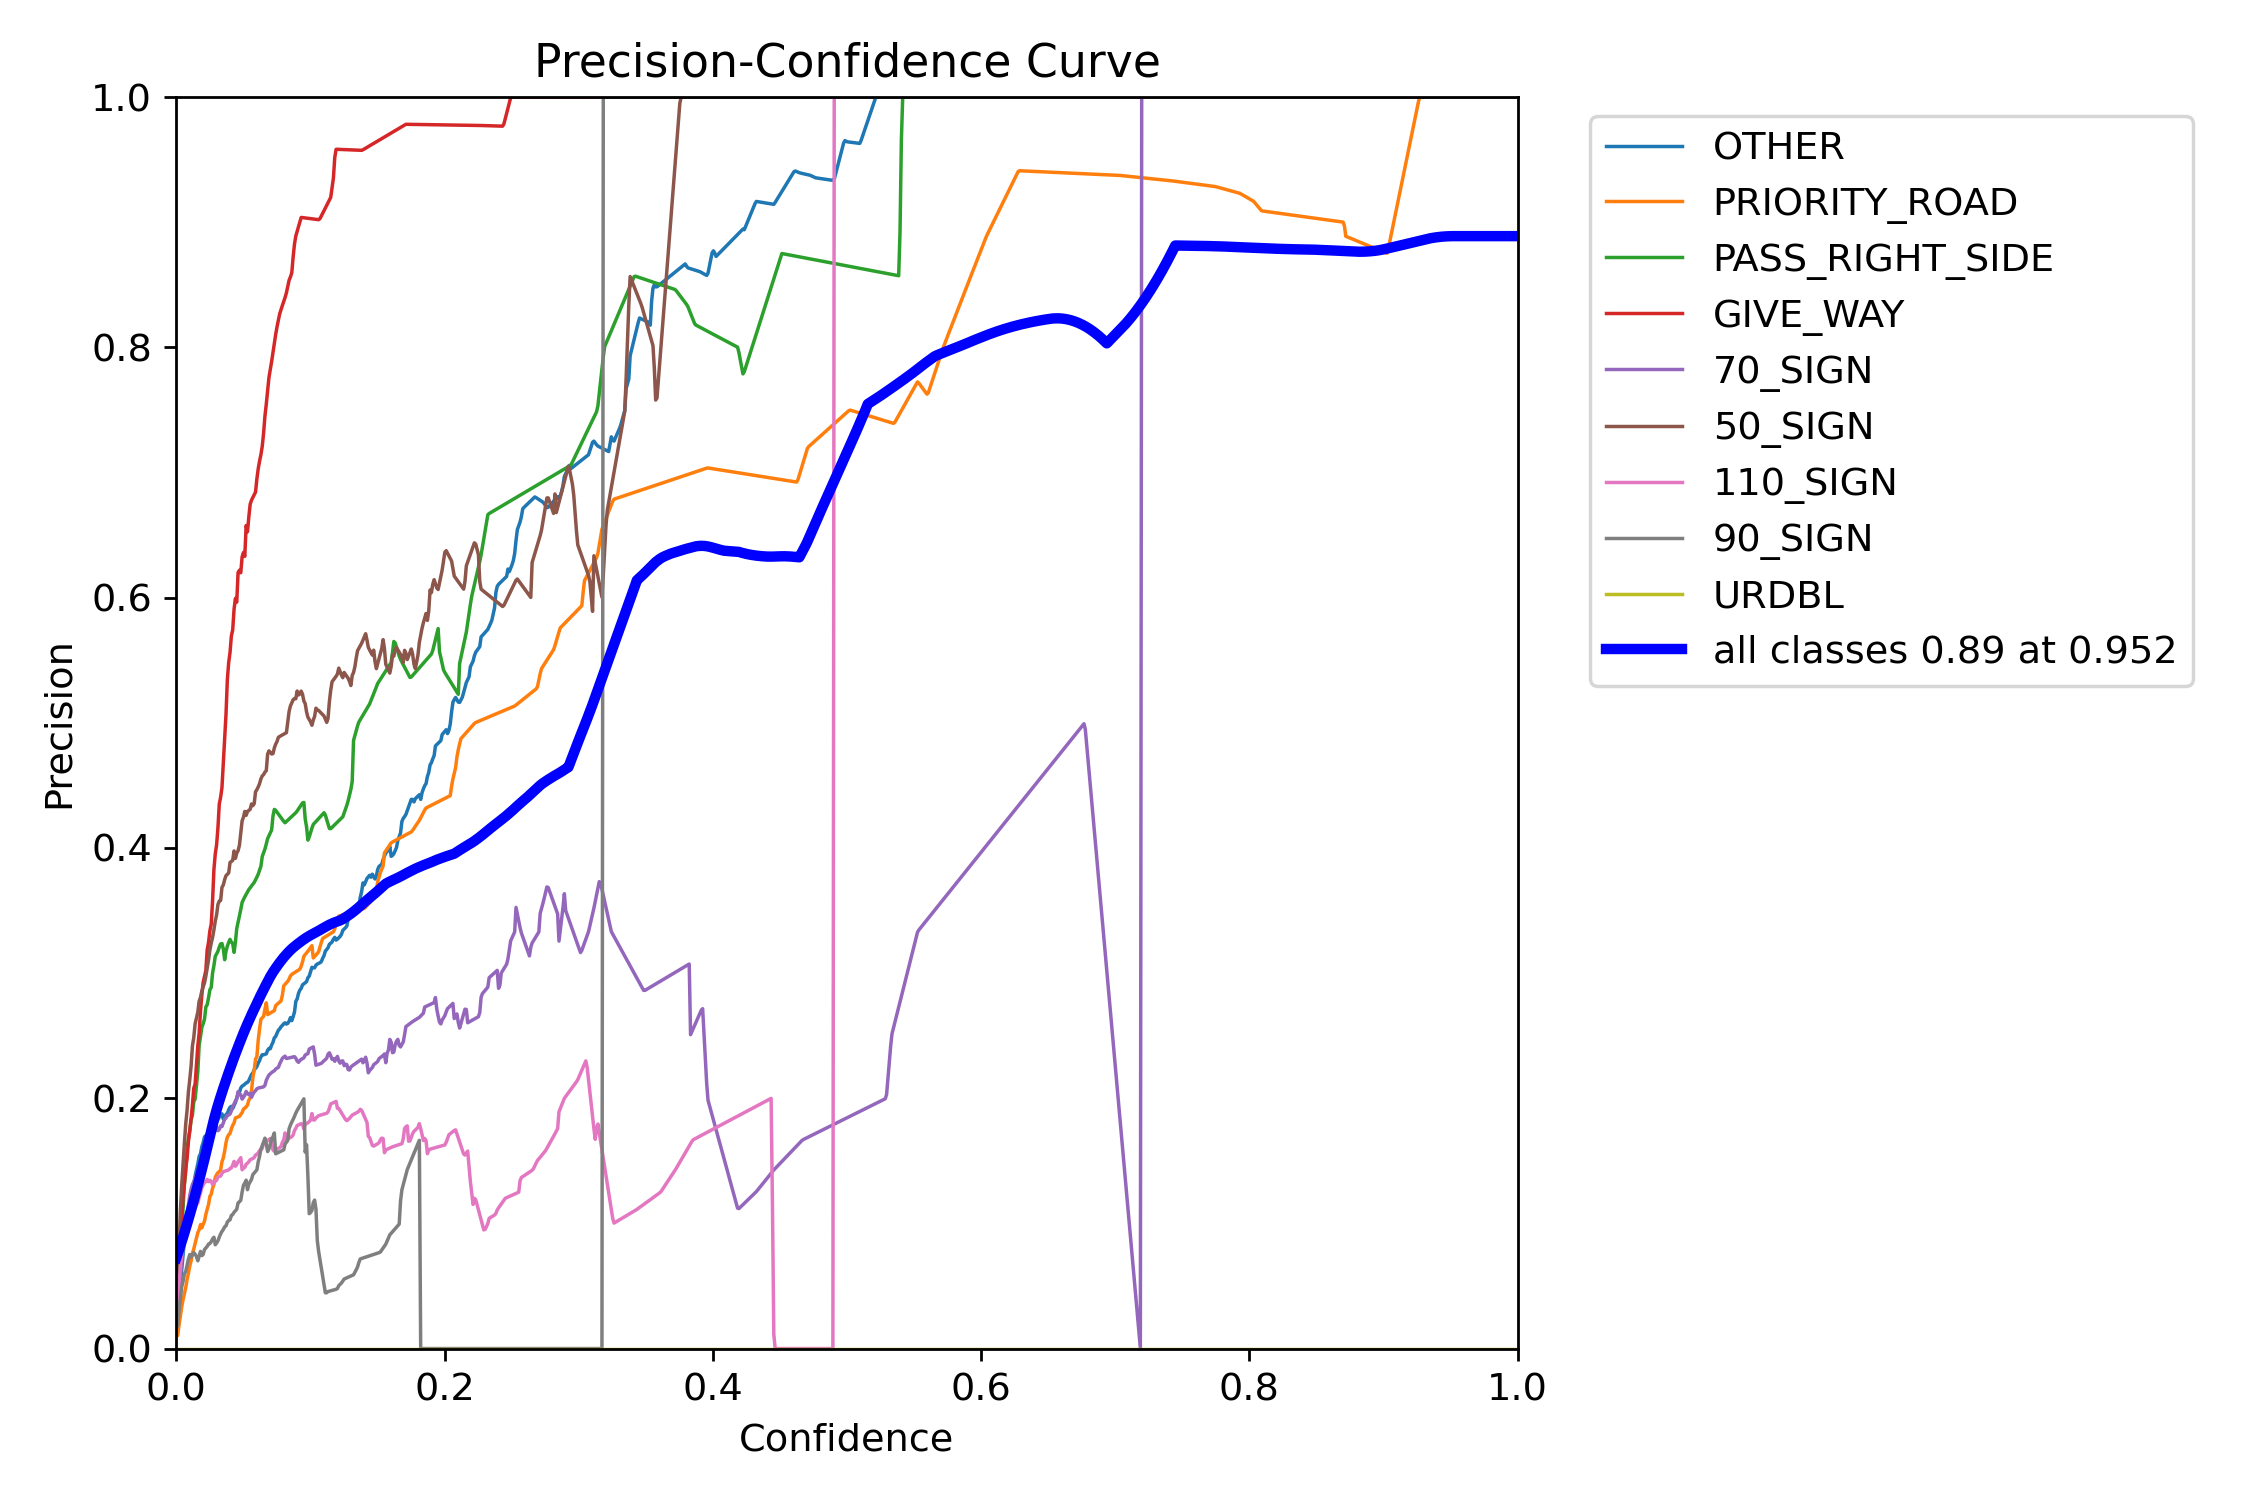 Precision-Confidence Curve
1.0
0.8
0.6
0.4
0.2
0.0
Precision
0.0 0.2 0.4 0.6 0.8 1.0
Confidence
OTHER
PRIORITY_ROAD
PASS_RIGHT_SIDE
GIVE_WAY
70_SIGN
50_SIGN
110_SIGN
90_SIGN
URDBL
all classes 0.89 at 0.952